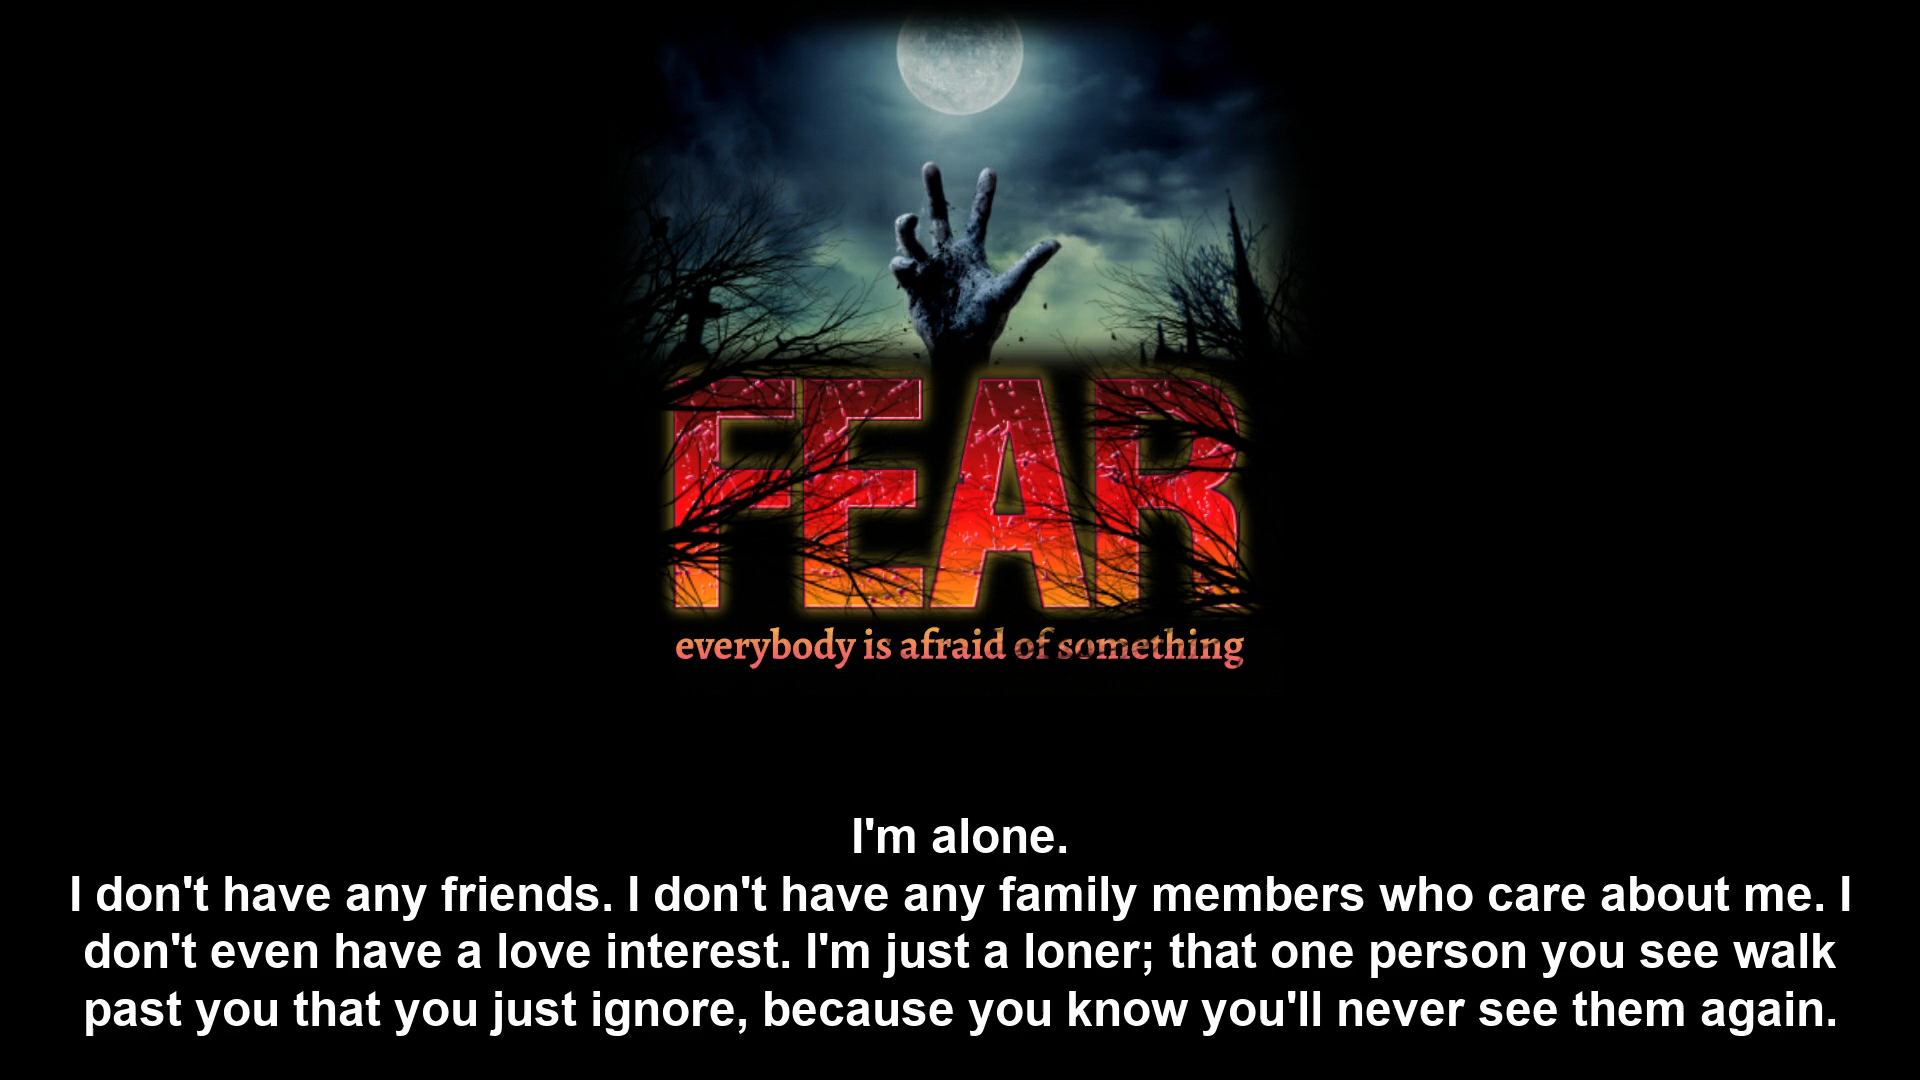 FEAR
everybody is afraid of something
I'm alone.
I don't have any friends. I don't have any family members who care about me. I
don't even have a love interest. I'm just a loner; that one person you see walk
past you that you just ignore, because you know you'll never see them again.